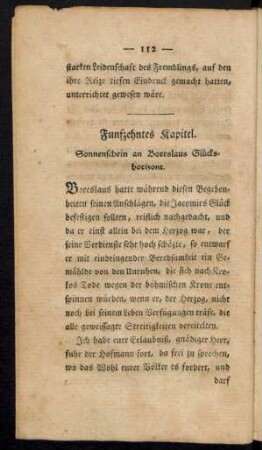 — 112 —
starken Leidenschaft des Fremdlings, auf den
ihre Reize tiefen Eindruck gemacht hatten,
unterrichtet gewesen wäre.
Funfzehntes Kapitel.
Sonnenschein an Boreslaus Glücks-
horizont.
Boreslaus hatte während diesen Begeben-
heiten seinen Anschlägen, die Jaromirs Glück
befestigen sollten, reiflich nachgedacht, und
da er einst allein bei dem Herzog war, der
seine Verdienste sehr hoch schäzte, so entwarf
er mit eindringender Beredsamkeit ein Ge-
mählde von den Unruhen, die sich nach Kro-
kos Tode wegen der böhmischen Krone ent-
spinnen würden, wenn er, der Herzog, nicht
noch bei seinem Leben Verfügungen träfe, die
alle geweissagte Streitigkeiten vereitelten.
Ich habe eure Erlaubniß, gnädiger Herr,
fuhr der Hofmann fort, da frei zu sprechen,
wo das Wohl eurer Völker es fordert, und
darf